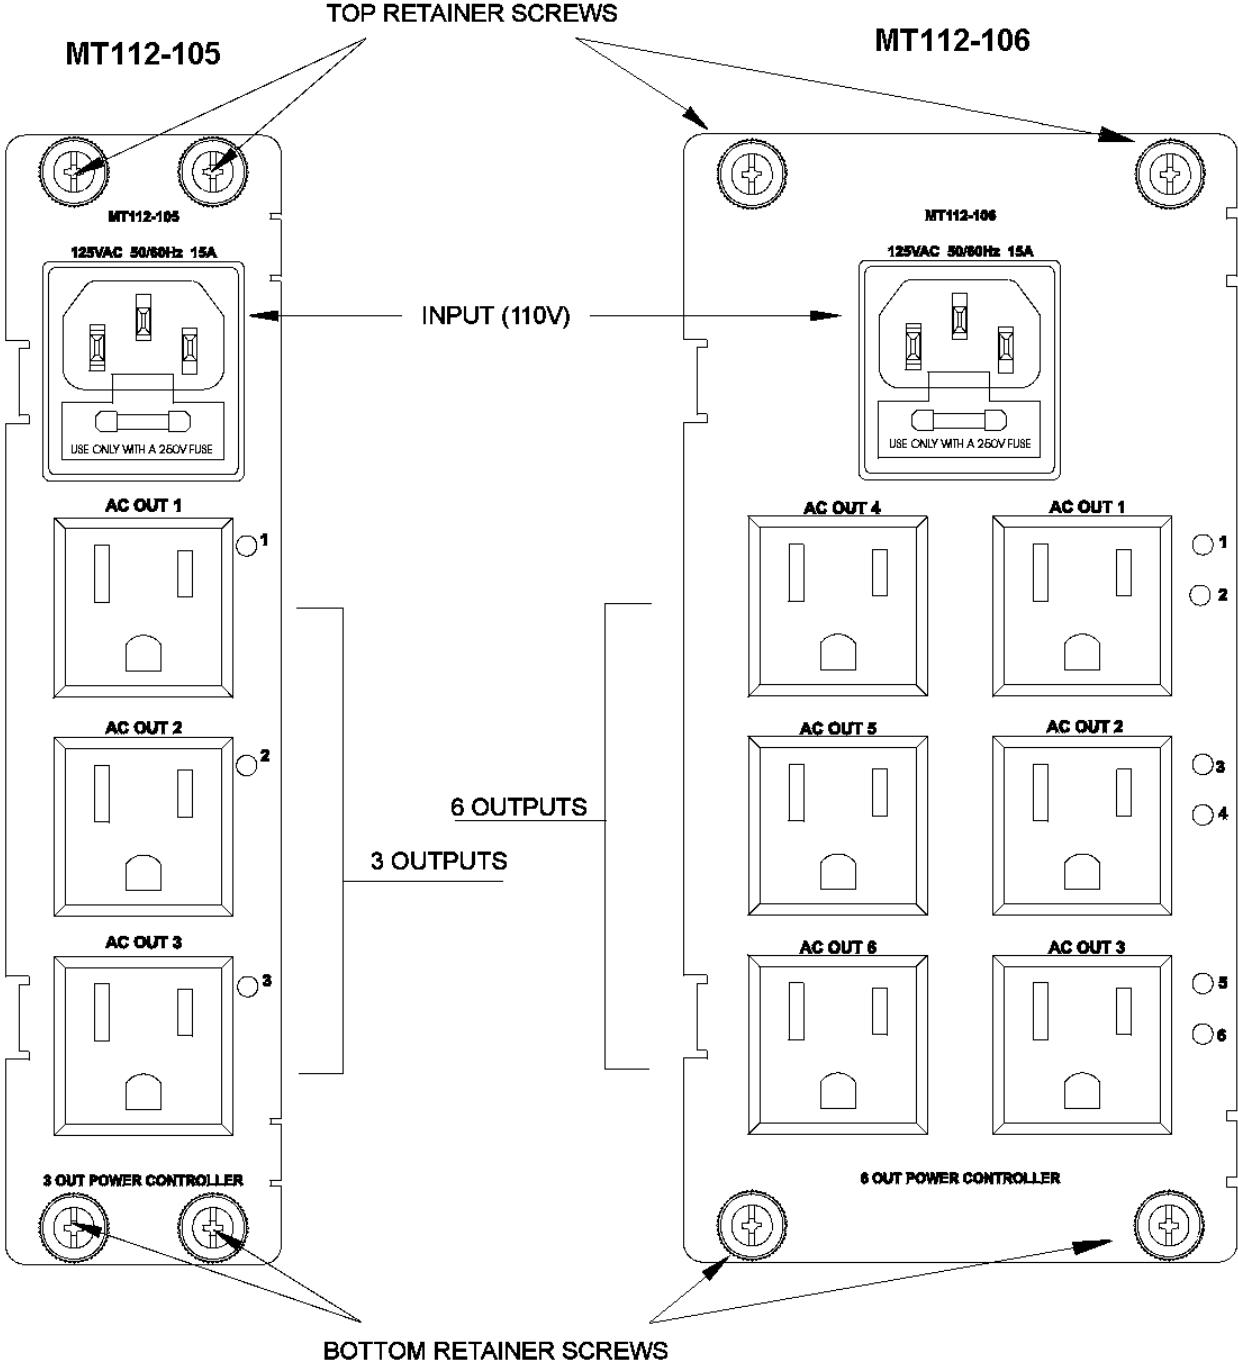 TOP RETAINER SCREWS
MT112-105
MT112-106
MT112-105
125VAC 50/60Hz 15A
USE ONLY WITH A 250V FUSE
AC OUT 1
1
AC OUT 2
2
AC OUT 3
3
3 OUT POWER CONTROLLER
INPUT (110V)
6 OUTPUTS
3 OUTPUTS
MT112-106
125VAC 50/60Hz 15A
USE ONLY WITH A 250V FUSE
AC OUT 4
AC OUT 1
1
2
AC OUT 5
AC OUT 2
3
4
AC OUT 6
AC OUT 3
5
6
6 OUT POWER CONTROLLER
BOTTOM RETAINER SCREWS